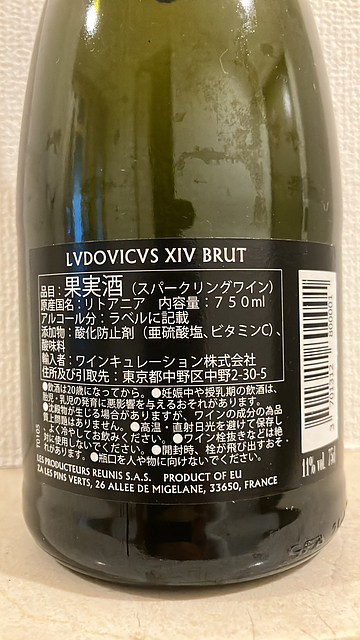 LVDOVICVS XIV BRUT
品名：果実酒（スパークリングワイン）
原産国名：リトアニア 内容量：７５０ml
アルコール分：ラベルに記載
添加物：酸化防止剤（亜硫酸塩、ビタミンC）、
酸味料
輸入者：ワインキュレーション株式会社
住所及び引取先：東京都中野区中野2-30-5
●飲酒は20歳になってから。●妊娠中や授乳期の飲酒は、
胎児・乳児の発育に悪影響を与えるおそれがあります。
●沈殿物が生じる場合がありますが、ワインの成分の為品
質上問題はありません。●高温・直射日光を避けて保存し、
よく冷してお飲みください。●ワイン栓抜きなどは絶
対に使用しないでください。●開封時、栓が飛び出すおそ
れがあります。●瓶口を人や物に向けないでください。
LES PRODUCTEURS REUNIS S.A.S. PRODUCT OF EU
ZA LES PINS VERTS, 26 ALLEE DE MIGELANE, 33650, FRANCE
11% vol.